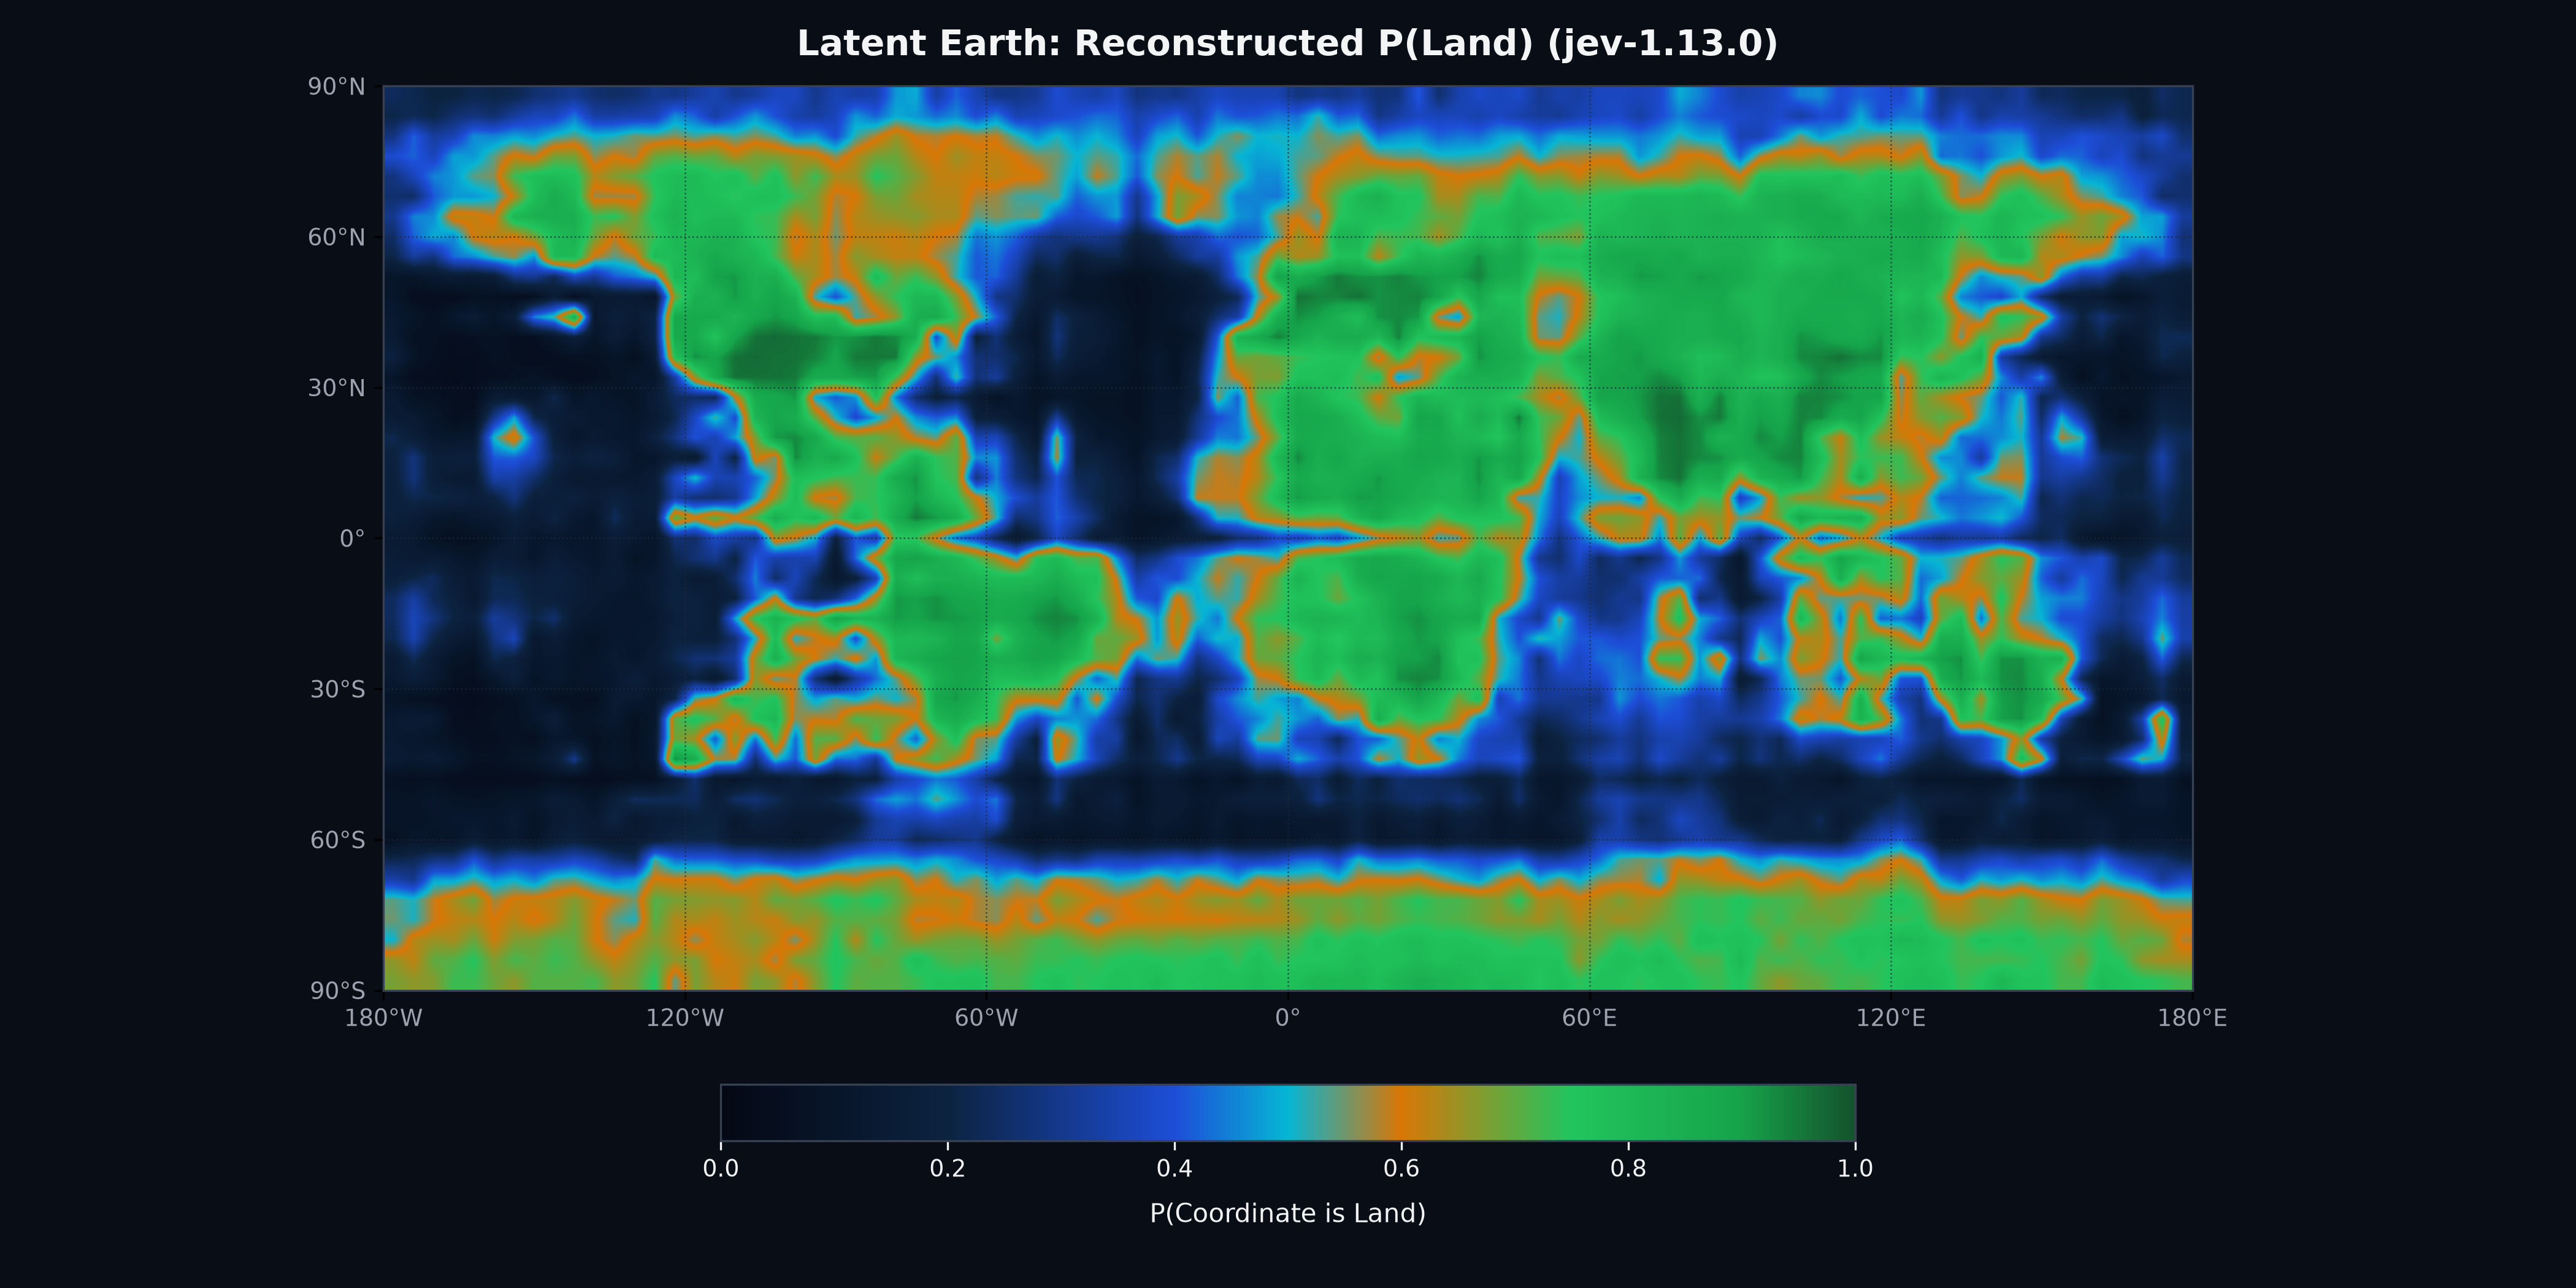 Latent Earth: Reconstructed P(Land) (jev-1.13.0)
90°N
60°N
30°N
0°
30°S
60°S
90°S
180°W 120°W 60°W 0° 60°E 120°E 180°E
0.0 0.2 0.4 0.6 0.8 1.0
P(Coordinate is Land)